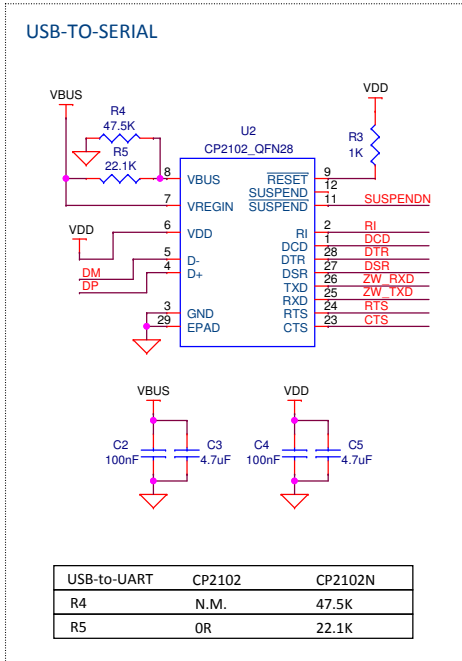 USB-TO-SERIAL
VBUS
VDD
R4
47.5K
R5
22.1K
R3
1K
U2
CP2102_QFN28
8 VBUS
7 VREGIN
VDD
6 VDD
DM 5 D-
DP 4 D+
3 GND
29 EPAD
RESET 9
SUSPEND 12
SUSPEND 11 SUSPENDN
RI 2 RI
DCD 1 DCD
DTR 28 DTR
DSR 27 DSR
TXD 26 ZW_RXD
RXD 25 ZW_TXD
RTS 24 RTS
CTS 23 CTS
VBUS
VDD
C2
100nF
C3
4.7uF
C4
100nF
C5
4.7uF
USB-to-UART CP2102 CP2102N
R4 N.M. 47.5K
R5 0R 22.1K